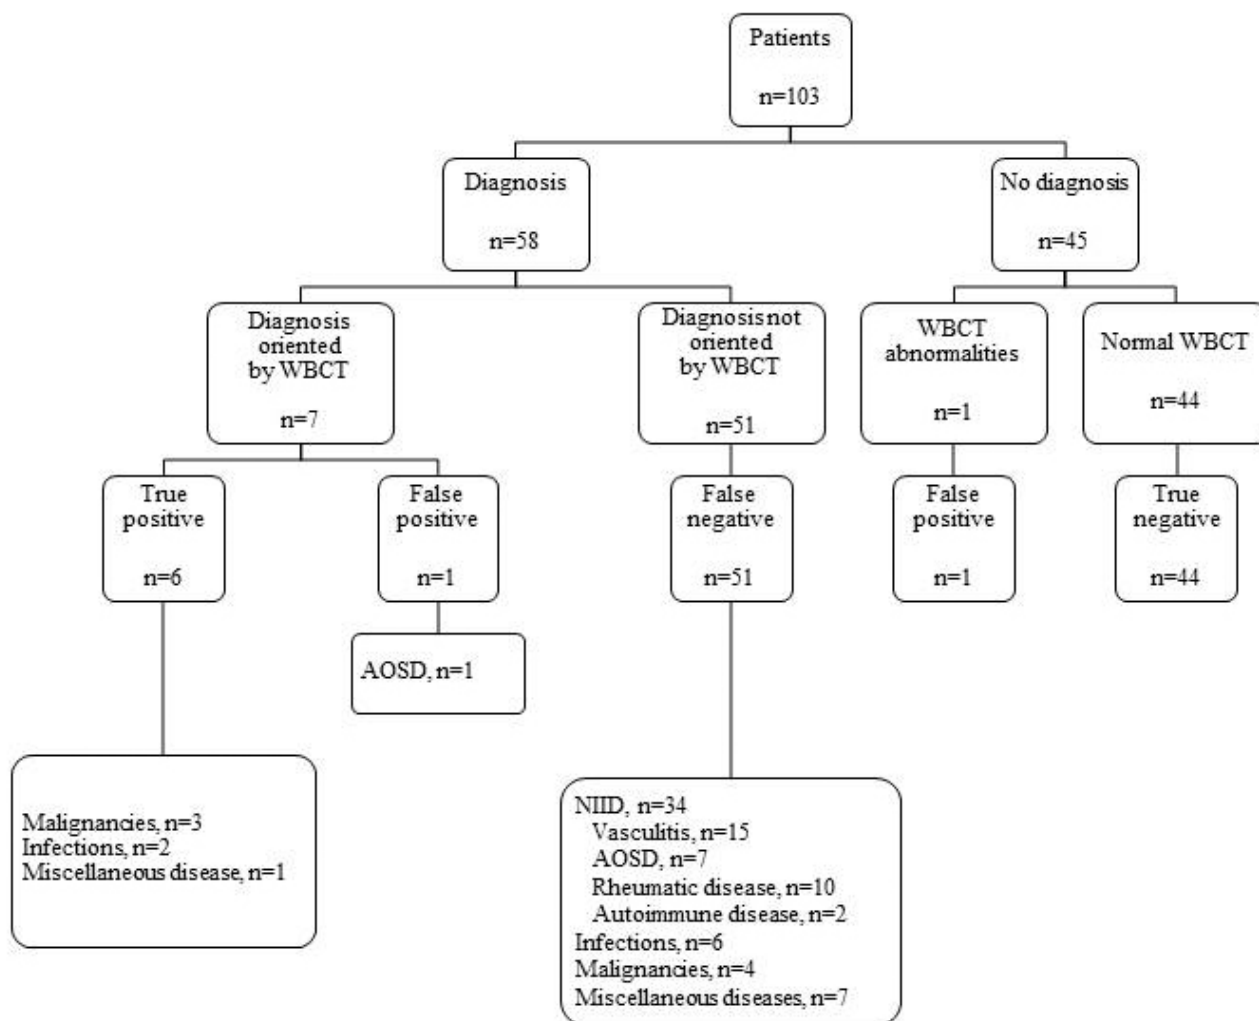 Patients
n=103
Diagnosis
n=58
No diagnosis
n=45
Diagnosis
oriented
by WBCT
n=7
Diagnosis not
oriented
by WBCT
n=51
WBCT
abnormalities
n=1
Normal WBCT
n=44
True
positive
n=6
False
positive
n=1
False
negative
n=51
False
positive
n=1
True
negative
n=44
AOSD, n=1
Malignancies, n=3
Infections, n=2
Miscellaneous disease, n=1
NIID, n=34
Vasculitis, n=15
AOSD, n=7
Rheumatic disease, n=10
Autoimmune disease, n=2
Infections, n=6
Malignancies, n=4
Miscellaneous diseases, n=7